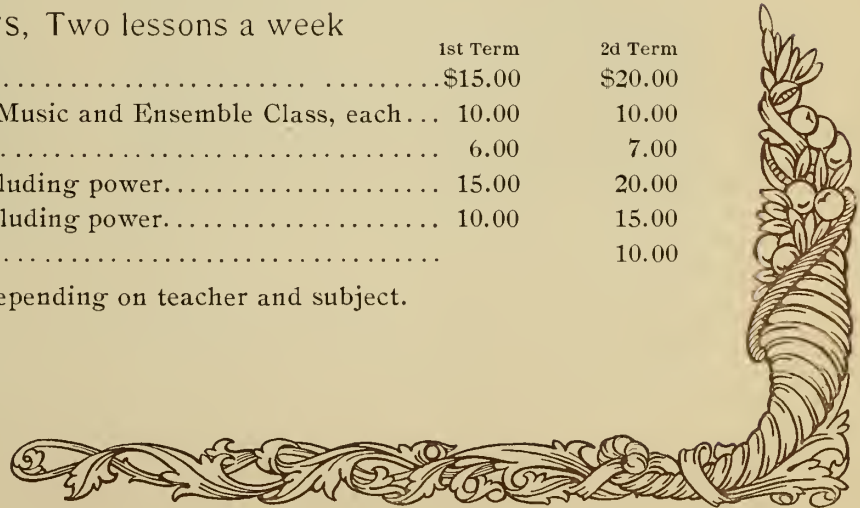 s, Two lessons a week
1st Term 2d Term
.................................... ......... $15.00 $20.00
Music and Ensemble Class, each... 10.00 10.00
.................................. 6.00 7.00
luding power...................... 15.00 20.00
luding power...................... 10.00 15.00
.................................. 10.00
epending on teacher and subject.